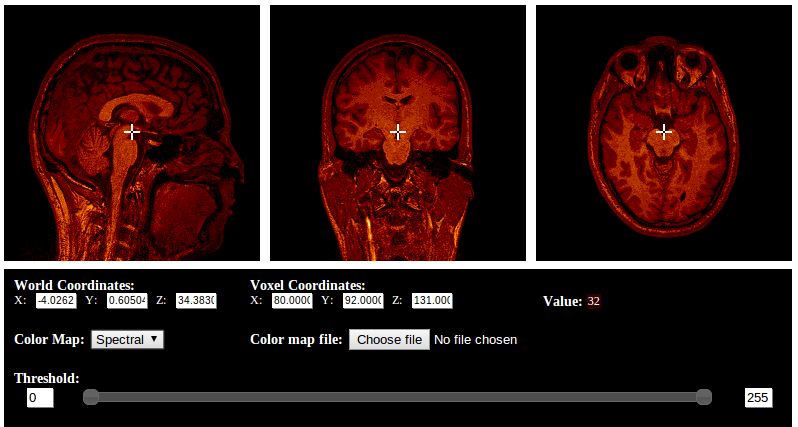 World Coordinates: Voxel Coordinates:
X: -4.0262 Y: 0.60504 Z: 34.3830 X: 80.0000 Y: 92.0000 Z: 131.000 Value: 32
Color Map: Spectral Color map file: Choose file No file chosen
Threshold:
0 255